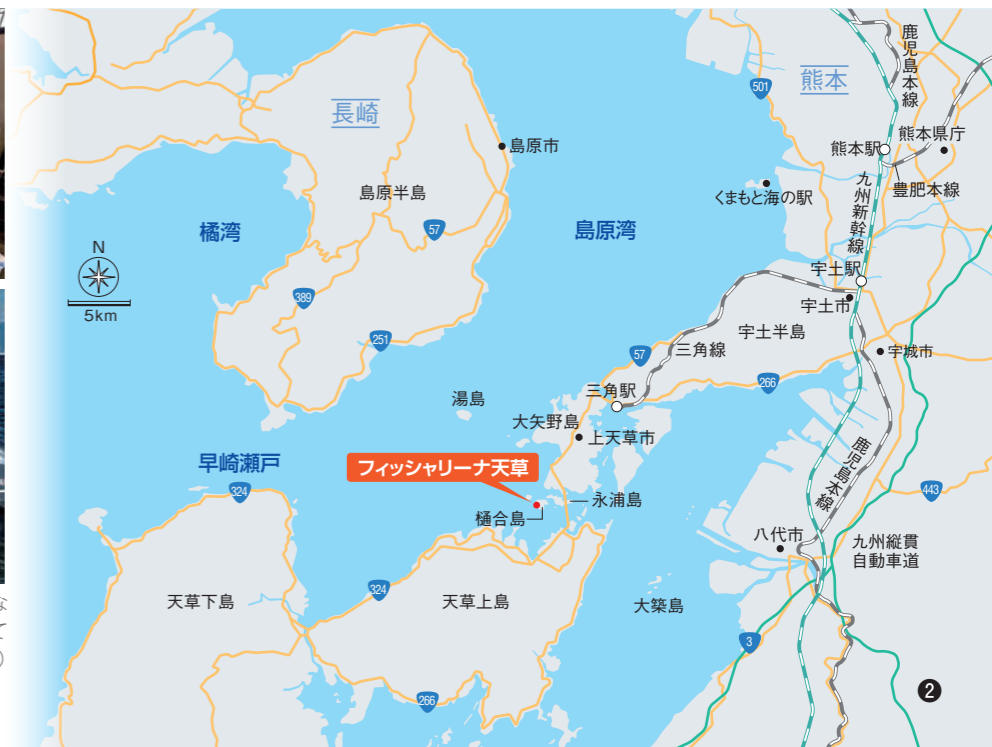 鹿児島本線
長崎
熊本
501
島原市
熊本駅
熊本県庁
豊肥本線
島原半島
くまもと海の駅
九州新幹線
橘湾
57
島原湾
N
5km
389
宇土駅
宇土市
251
57
三角線
宇土半島
宇城市
三角駅
266
湯島
大矢野島
上天草市
鹿児島本線
早崎瀬戸
フィッシャリーナ天草
324
永浦島
樋合島
443
八代市
九州縦貫
自動車道
324
天草下島
天草上島
大築島
3
266
2
な
て
の